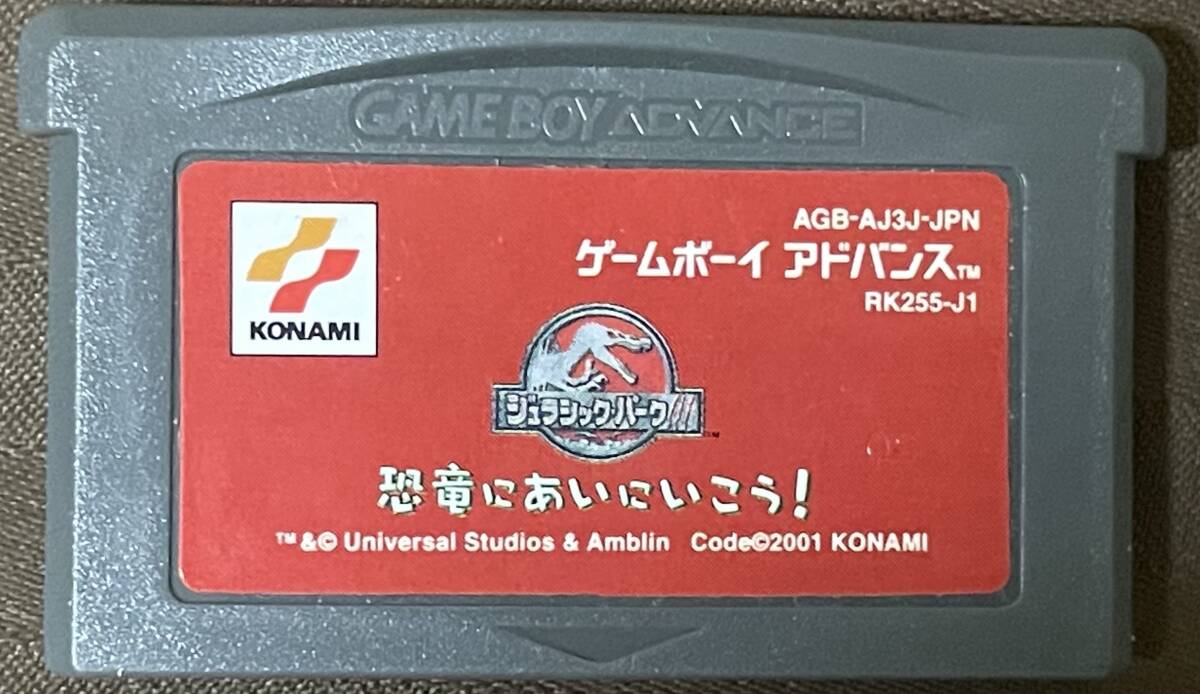 GAME BOY ADVANCE
KONAMI
AGB-AJ3J-JPN
ゲームボーイ アドバンス™
RK255-J1
ジュラシック・パークIII™
恐竜にあいにいこう!
™&© Universal Studios & Amblin Code©2001 KONAMI